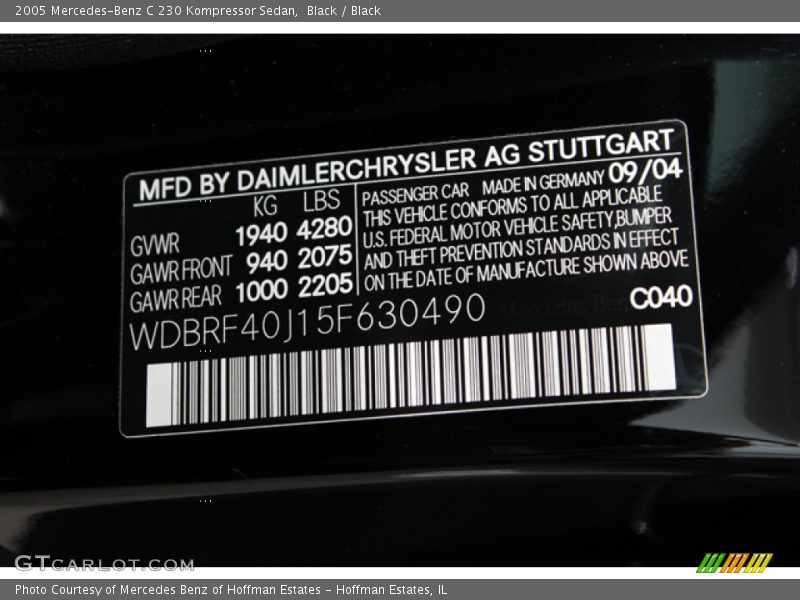 2005 Mercedes-Benz C 230 Kompressor Sedan,  Black / Black
MFD BY DAIMLERCHRYSLER AG STUTTGART
KG LBS
GVWR 1940 4280
GAWR FRONT 940 2075
GAWR REAR 1000 2205
PASSENGER CAR MADE IN GERMANY 09/04
THIS VEHICLE CONFORMS TO ALL APPLICABLE
U.S. FEDERAL MOTOR VEHICLE SAFETY,BUMPER
AND THEFT PREVENTION STANDARDS IN EFFECT
ON THE DATE OF MANUFACTURE SHOWN ABOVE
WDBRF40J15F630490
Mercedes-Benz
C040
GTCARLOT.COM
Photo Courtesy of Mercedes Benz of Hoffman Estates - Hoffman Estates, IL